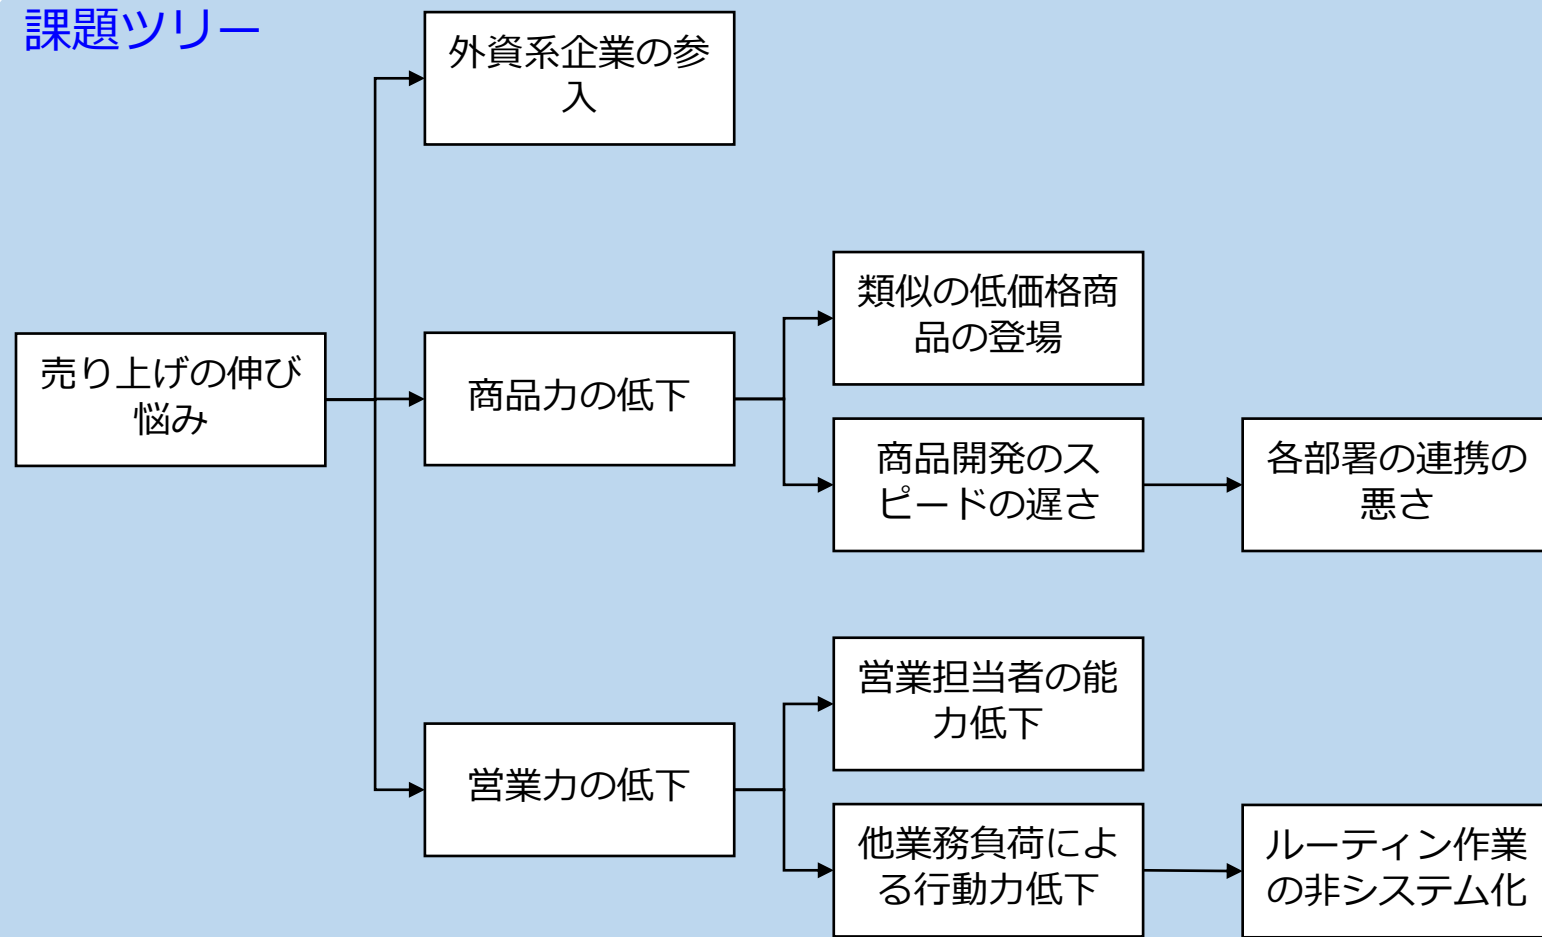 課題ツリー
外資系企業の参
入
類似の低価格商
品の登場
売り上げの伸び
悩み
商品力の低下
商品開発のス
ピードの遅さ
各部署の連携の
悪さ
営業担当者の能
力低下
営業力の低下
他業務負荷によ
る行動力低下
ルーティン作業
の非システム化